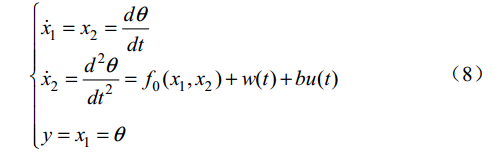 ẋ₁ = x₂ = dθ/dt
ẋ₂ = d²θ/dt² = f₀(x₁, x₂) + w(t) + bu(t) (8)
y = x₁ = θ